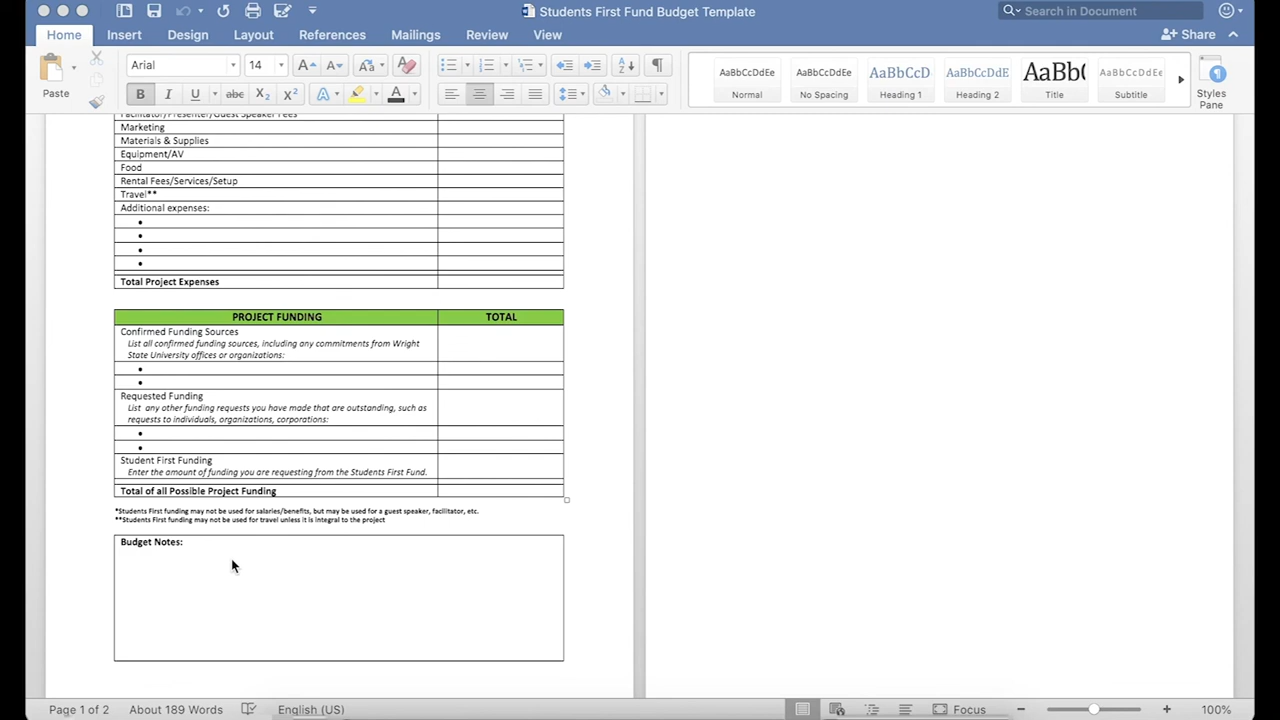 Students First Fund Budget Template
Search in Document
Home
Insert
Design
Layout
References
Mailings
Review
View
Share
Paste
Arial
14
AaBbCcDdEe
Normal
AaBbCcDdEe
No Spacing
AaBbCcD
Heading 1
AaBbCcDdE
Heading 2
AaBb(
Title
AaBbCcDdEe
Subtitle
Styles
Pane
Facilitator/Presenter/Guest Speaker Fees
Marketing
Materials & Supplies
Equipment/AV
Food
Rental Fees/Services/Setup
Travel**
Additional expenses:
Total Project Expenses
PROJECT FUNDING TOTAL
Confirmed Funding Sources
List all confirmed funding sources, including any commitments from Wright
State University offices or organizations:
Requested Funding
List any other funding requests you have made that are outstanding, such as
requests to individuals, organizations, corporations:
Student First Funding
Enter the amount of funding you are requesting from the Students First Fund.
Total of all Possible Project Funding
*Students First funding may not be used for salaries/benefits, but may be used for a guest speaker, facilitator, etc.
**Students First funding may not be used for travel unless it is integral to the project
Budget Notes:
Page 1 of 2
About 189 Words
English (US)
Focus
100%